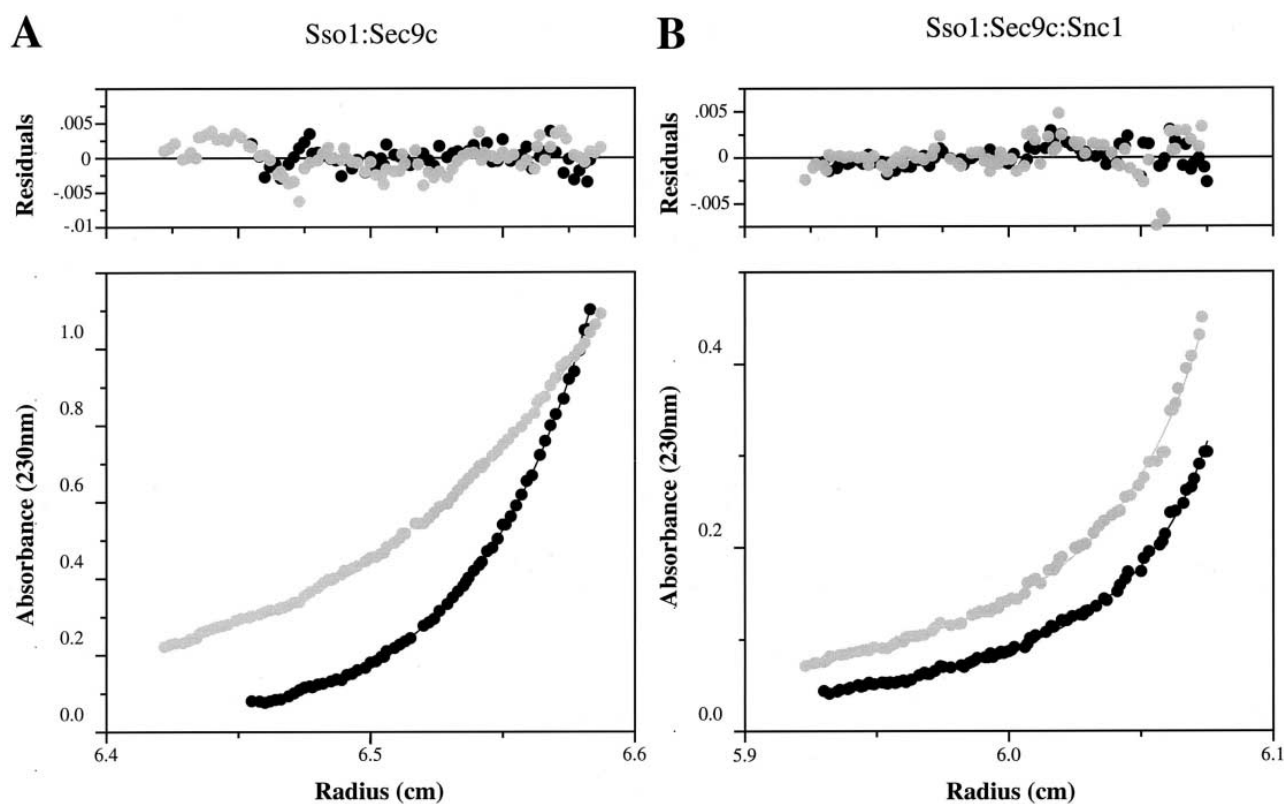 A
Sso1:Sec9c
Residuals
.005
0
-.005
-.01
Absorbance (230nm)
1.0
0.8
0.6
0.4
0.2
0.0
6.4
6.5
6.6
Radius (cm)
B
Sso1:Sec9c:Snc1
Residuals
.005
0
-.005
Absorbance (230nm)
0.4
0.2
0.0
5.9
6.0
6.1
Radius (cm)